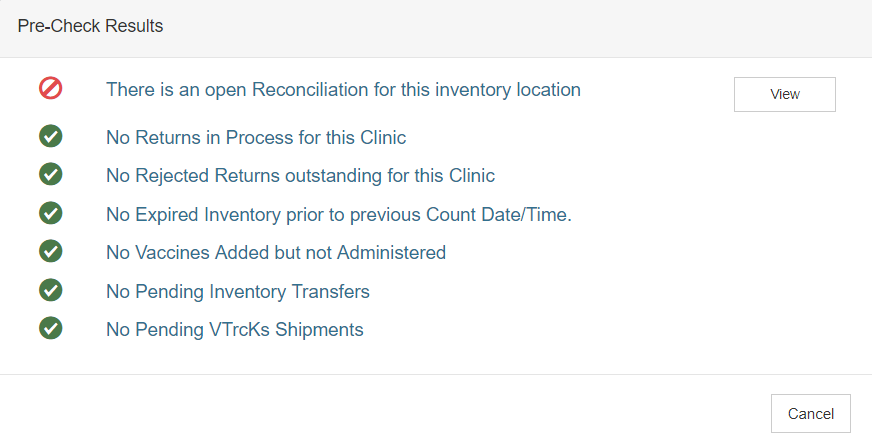 Pre-Check Results
There is an open Reconciliation for this inventory location
View
No Returns in Process for this Clinic
No Rejected Returns outstanding for this Clinic
No Expired Inventory prior to previous Count Date/Time.
No Vaccines Added but not Administered
No Pending Inventory Transfers
No Pending VTrcKs Shipments
Cancel